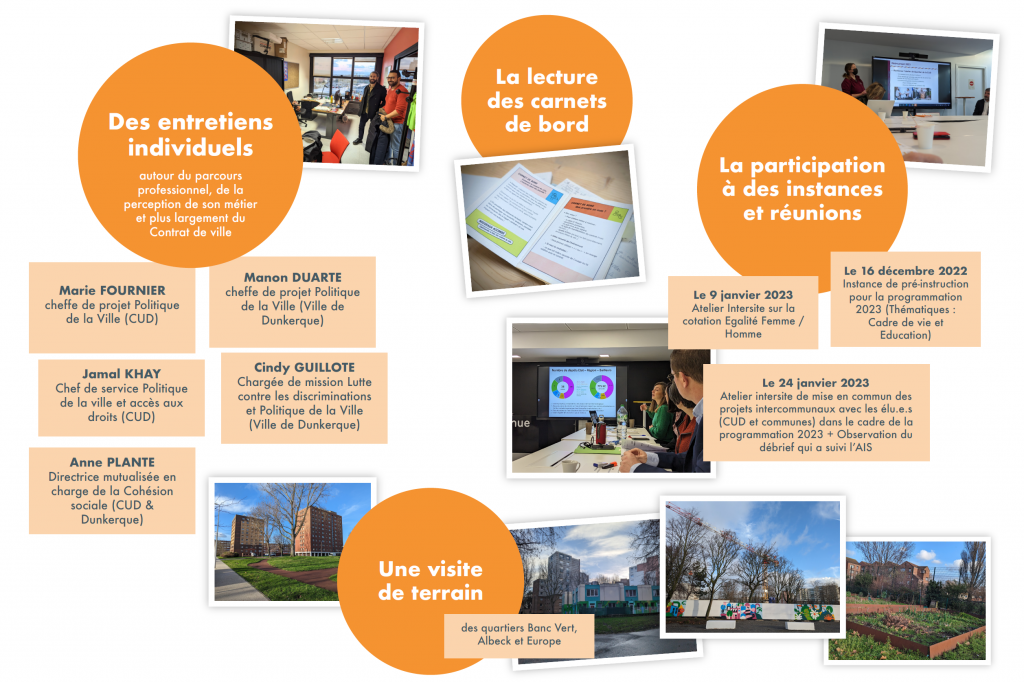 Des entretiens
individuels
autour du parcours
professionnel, de la
perception de son métier
et plus largement du
Contrat de ville
Marie FOURNIER
cheffe de projet Politique
de la Ville (CUD)
Manon DUARTE
cheffe de projet Politique
de la Ville (Ville de
Dunkerque)
Jamal KHAY
Chef de service Politique
de la ville et accès aux
droits (CUD)
Cindy GUILLOTE
Chargée de mission Lutte
contre les discriminations
et Politique de la Ville
(Ville de Dunkerque)
Anne PLANTE
Directrice mutualisée en
charge de la Cohésion
sociale (CUD &
Dunkerque)
La lecture
des carnets
de bord
La participation
à des instances
et réunions
Le 9 janvier 2023
Atelier Intersite sur la
cotation Egalité Femme /
Homme
Le 16 décembre 2022
Instance de pré-instruction
pour la programmation
2023 (Thématiques :
Cadre de vie et
Education)
nue
Le 24 janvier 2023
Atelier intersite de mise en commun des
projets intercommunaux avec les élu.e.s
(CUD et communes) dans le cadre de la
programmation 2023 + Observation du
débrief qui a suivi l'AIS
Une visite
de terrain
des quartiers Banc Vert,
Albeck et Europe